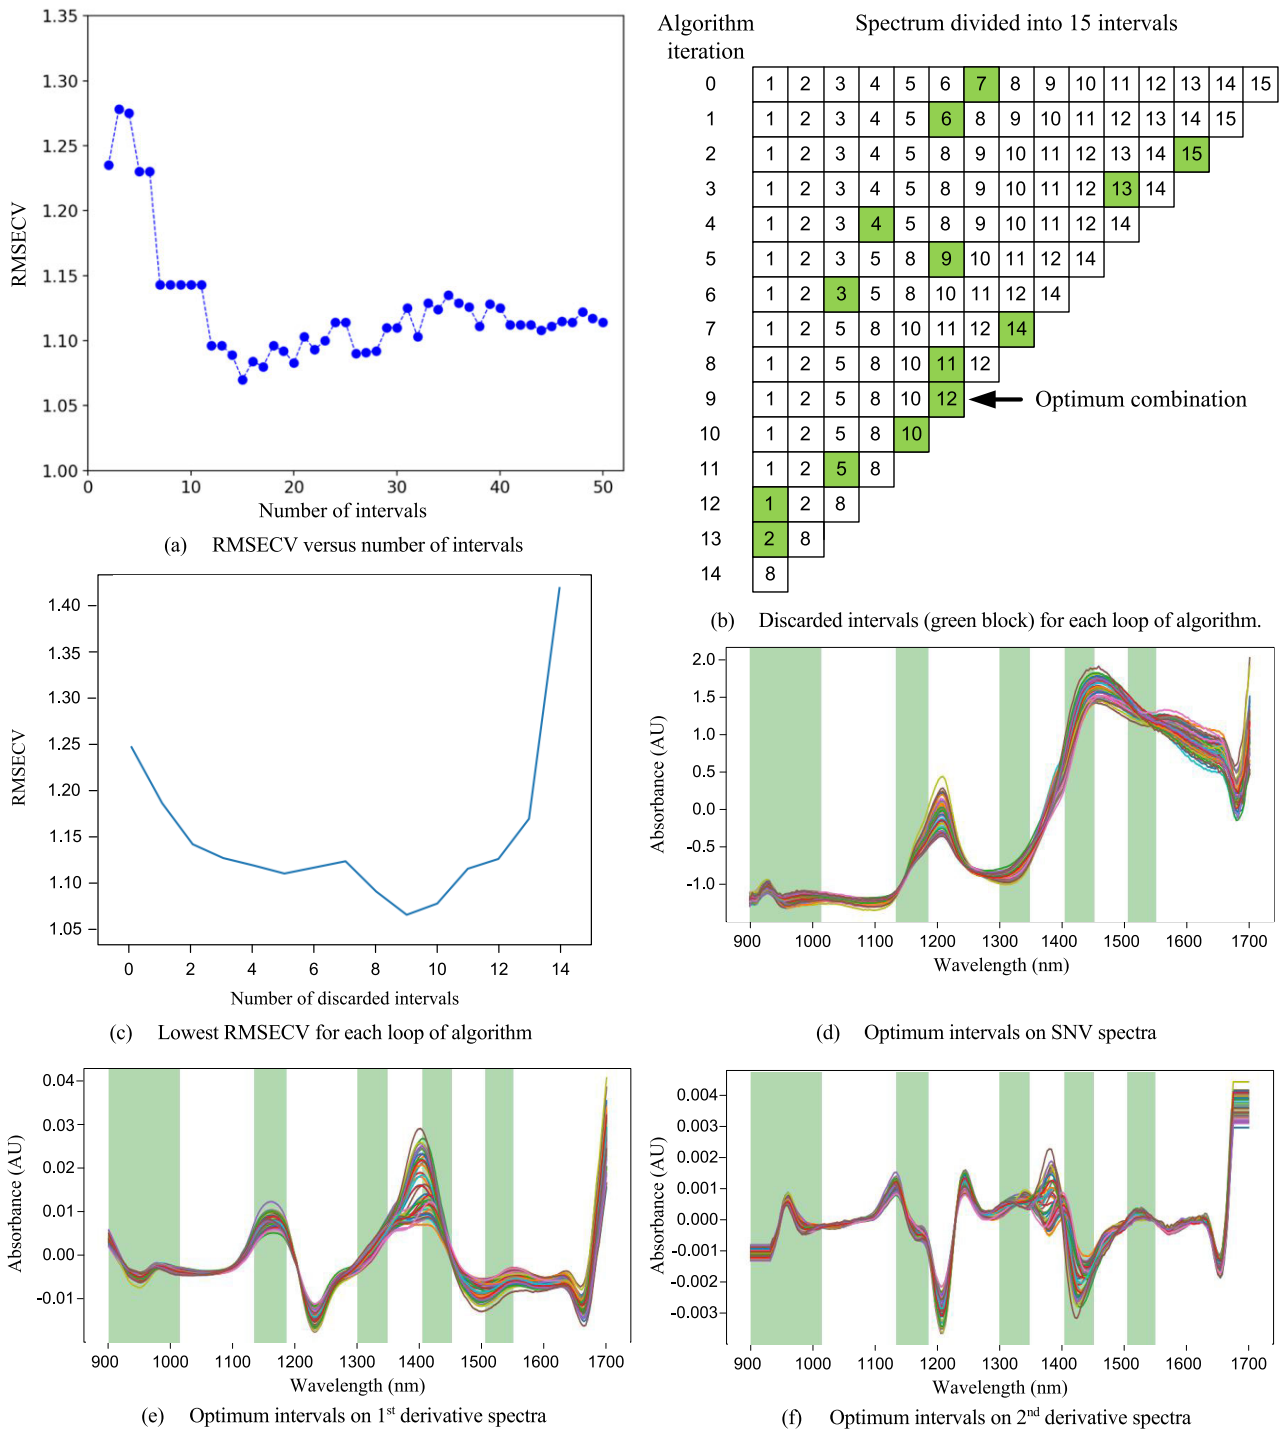 1.35
1.30
1.25
1.20
1.15
1.10
1.05
1.00
RMSECV
0 10 20 30 40 50
Number of intervals
(a) RMSECV versus number of intervals
Algorithm iteration
Spectrum divided into 15 intervals
0 1 2 3 4 5 6 7 8 9 10 11 12 13 14 15
1 1 2 3 4 5 6 8 9 10 11 12 13 14 15
2 1 2 3 4 5 8 9 10 11 12 13 14 15
3 1 2 3 4 5 8 9 10 11 12 13 14
4 1 2 3 4 5 8 9 10 11 12 14
5 1 2 3 5 8 9 10 11 12 14
6 1 2 3 5 8 10 11 12 14
7 1 2 5 8 10 11 12 14
8 1 2 5 8 10 11 12
9 1 2 5 8 10 12 Optimum combination
10 1 2 5 8 10
11 1 2 5 8
12 1 2 8
13 2 8
14 8
(b) Discarded intervals (green block) for each loop of algorithm.
1.40
1.35
1.30
1.25
1.20
1.15
1.10
1.05
RMSECV
0 2 4 6 8 10 12 14
Number of discarded intervals
(c) Lowest RMSECV for each loop of algorithm
2.0
1.5
1.0
0.5
0.0
-0.5
-1.0
Absorbance (AU)
900 1000 1100 1200 1300 1400 1500 1600 1700
Wavelength (nm)
(d) Optimum intervals on SNV spectra
0.04
0.03
0.02
0.01
0.00
-0.01
Absorbance (AU)
900 1000 1100 1200 1300 1400 1500 1600 1700
Wavelength (nm)
(e) Optimum intervals on 1st derivative spectra
0.004
0.003
0.002
0.001
0.000
-0.001
-0.002
-0.003
Absorbance (AU)
900 1000 1100 1200 1300 1400 1500 1600 1700
Wavelength (nm)
(f) Optimum intervals on 2nd derivative spectra